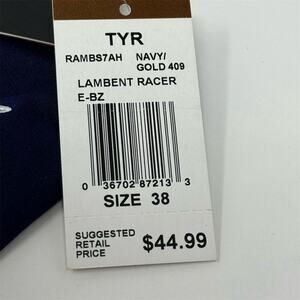 TYR
RAMBS7AH NAVY/
GOLD 409
LAMBENT RACER
E-BZ
0 36702 87213 3
SIZE 38
SUGGESTED
RETAIL
PRICE
$44.99